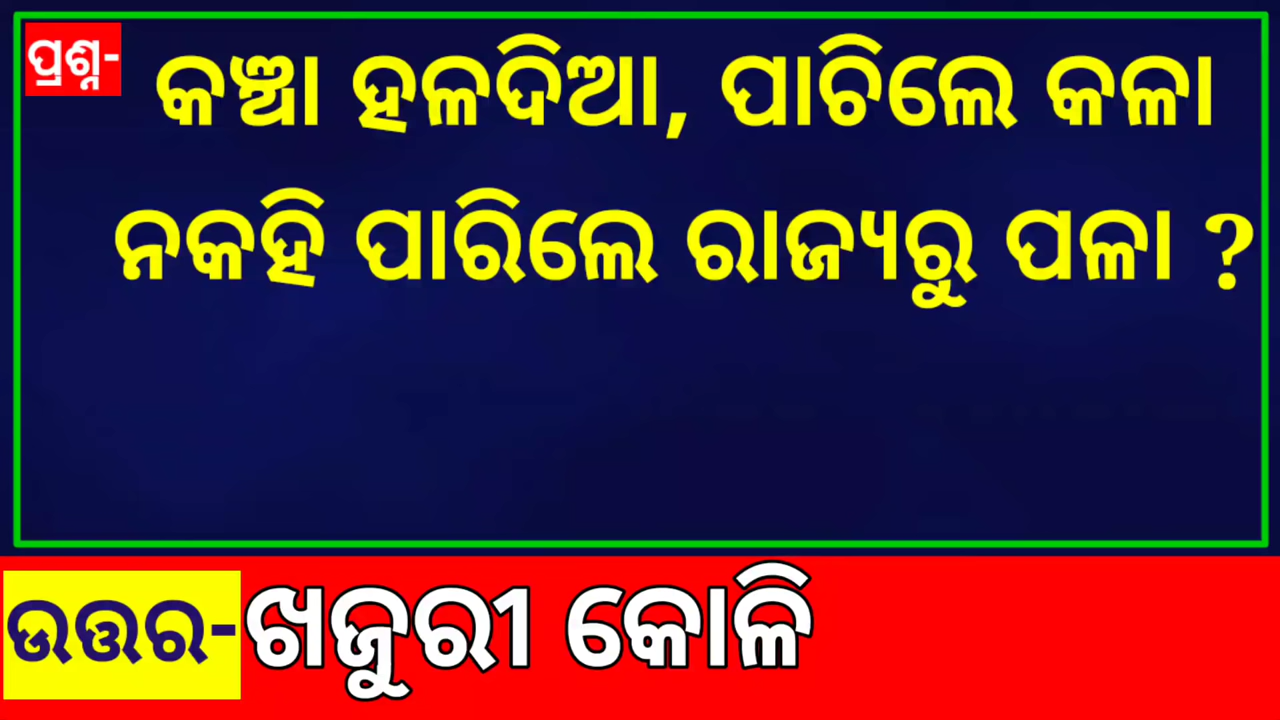 ପ୍ରଶ୍ନ-
କଞ୍ଚା ହଳଦିଆ, ପାଚିଲେ କଳା
ନକହି ପାରିଲେ ରାଜ୍ୟରୁ ପଳା ?
ଉତ୍ତର-ଖଜୁରୀ କୋଳି